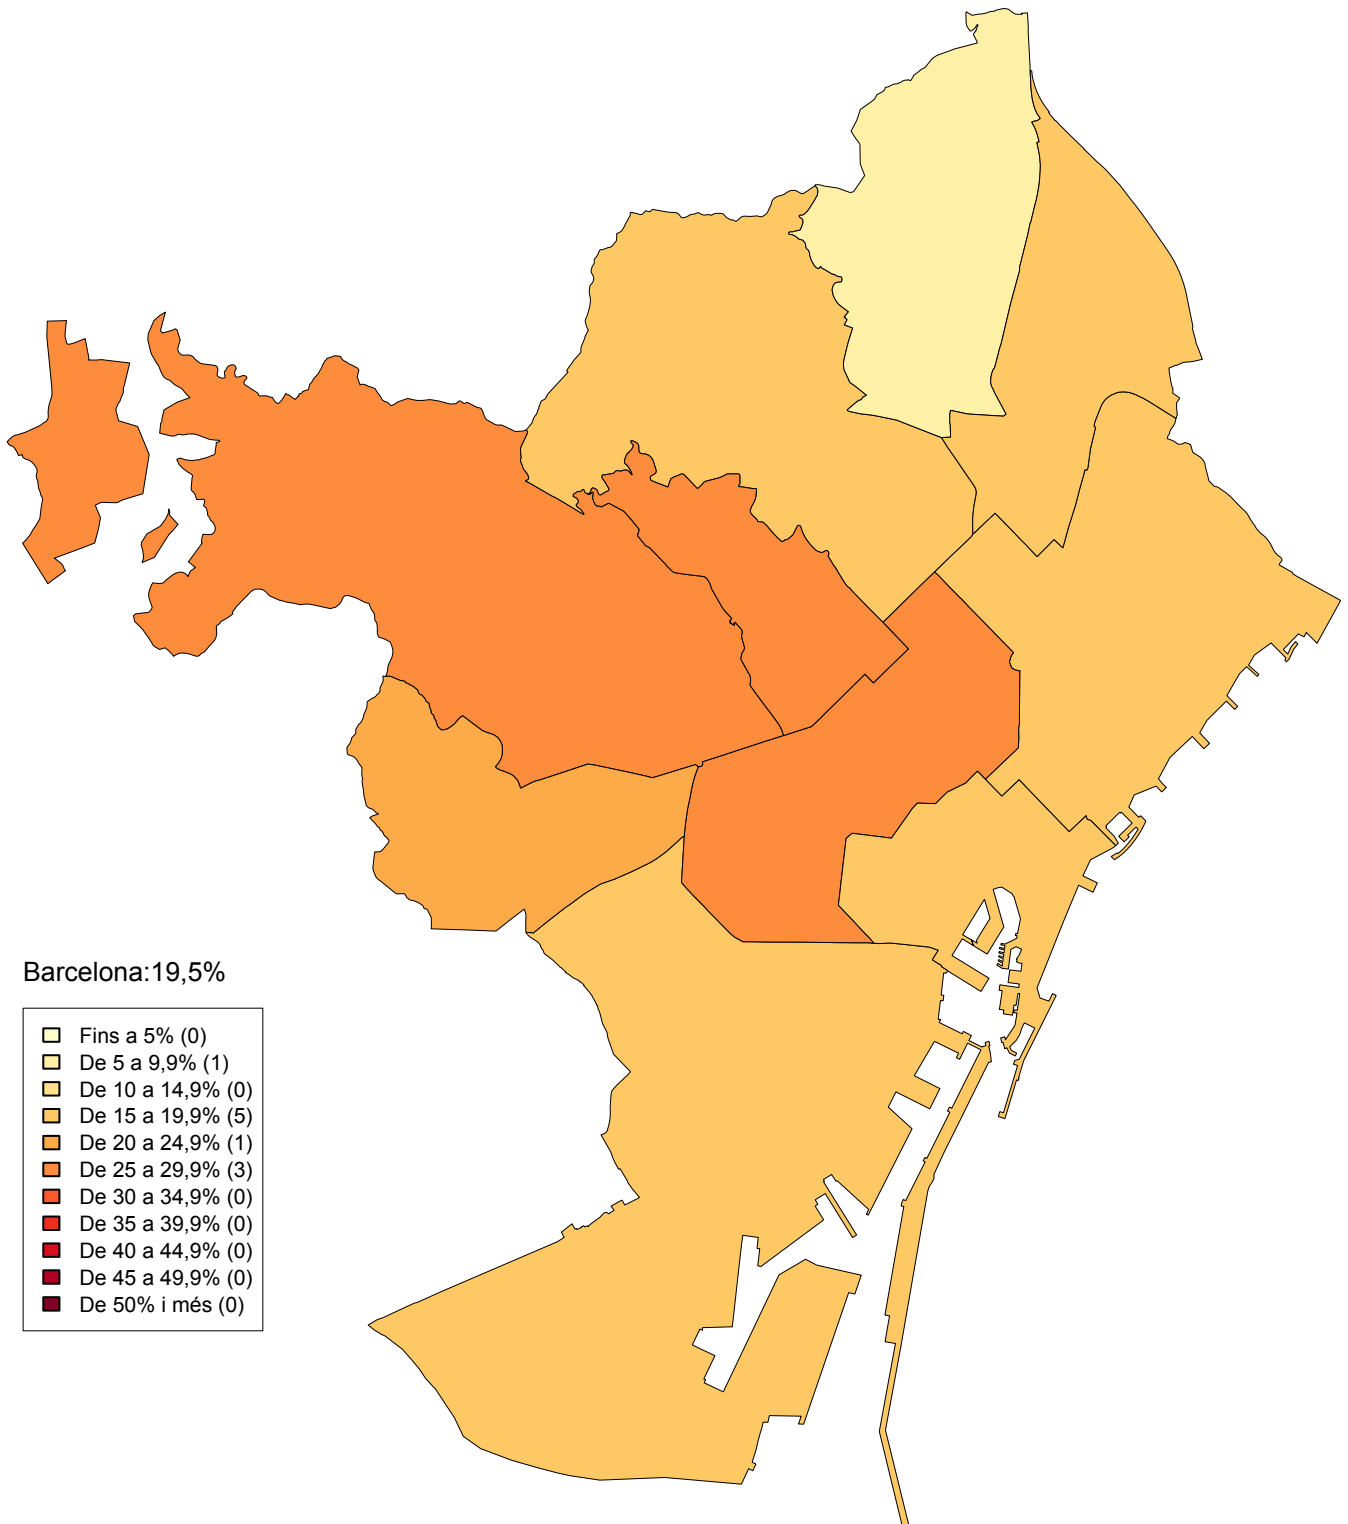 Barcelona:19,5%
Fins a 5% (0)
De 5 a 9,9% (1)
De 10 a 14,9% (0)
De 15 a 19,9% (5)
De 20 a 24,9% (1)
De 25 a 29,9% (3)
De 30 a 34,9% (0)
De 35 a 39,9% (0)
De 40 a 44,9% (0)
De 45 a 49,9% (0)
De 50% i més (0)